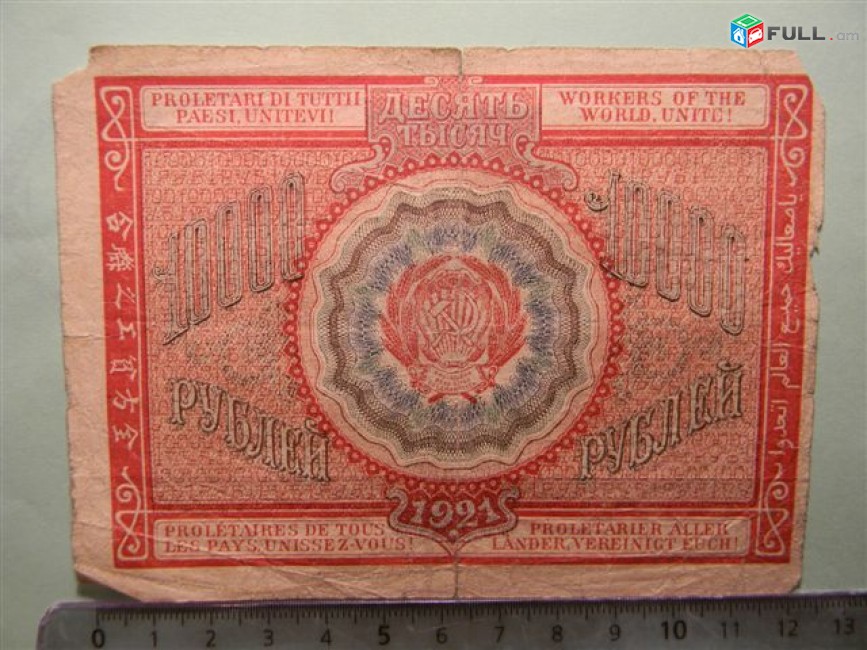 FULL.am
PROLETARI DI TUTTI
PAESI, UNITEVI!
ДЕСЯТЬ
ТЫСЯЧ
WORKERS OF THE
WORLD, UNITE!
10000
10000
РУБЛЕЙ
РУБЛЕЙ
1921
PROLÉTAIRES DE TOUS
LES PAYS, UNISSEZ-VOUS!
PROLETARIER ALLER
LÄNDER, VEREINIGT EUCH!
0 1 2 3 4 5 6 7 8 9 10 11 12 13